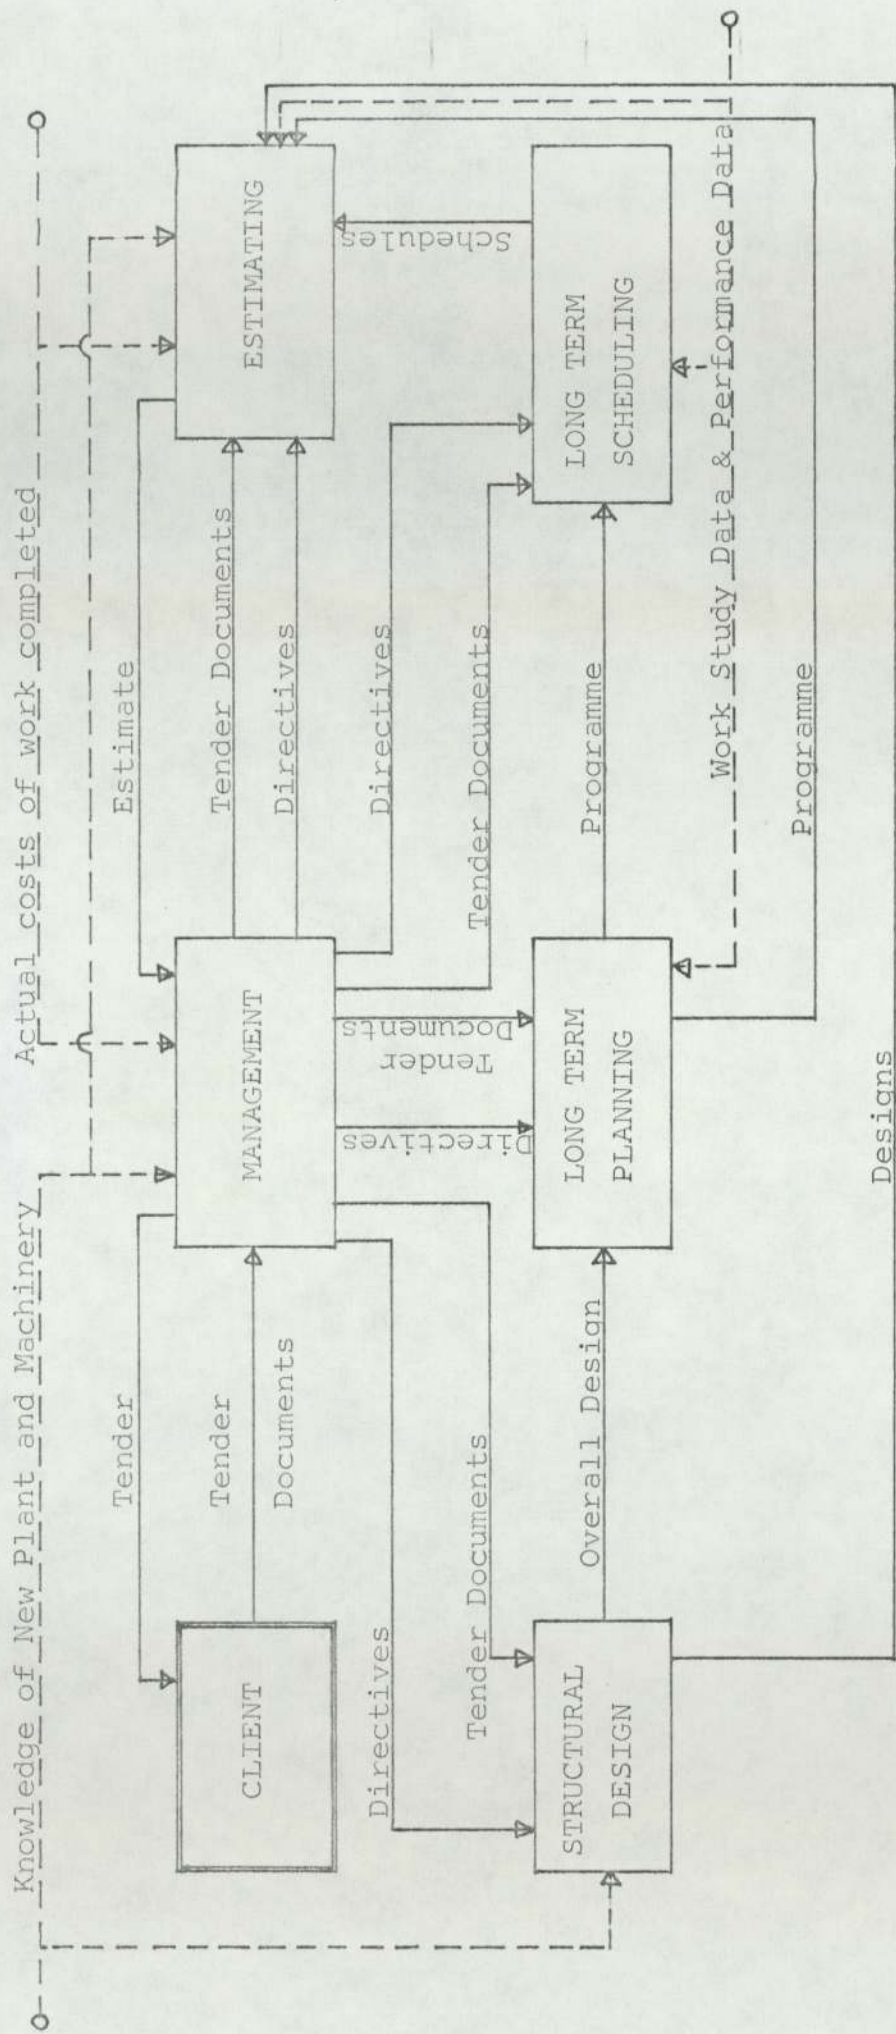 Knowledge of New Plant and Machinery
Actual costs of work completed
Tender
Estimate
CLIENT
Tender
Documents
MANAGEMENT
Tender Documents
Directives
ESTIMATING
Directives
Tender Documents
Directives
Tender
Documents
Directives
Tender Documents
Schedules
STRUCTURAL
DESIGN
Overall Design
LONG TERM
PLANNING
Programme
LONG TERM
SCHEDULING
Work Study Data & Performance Data
Programme
Designs